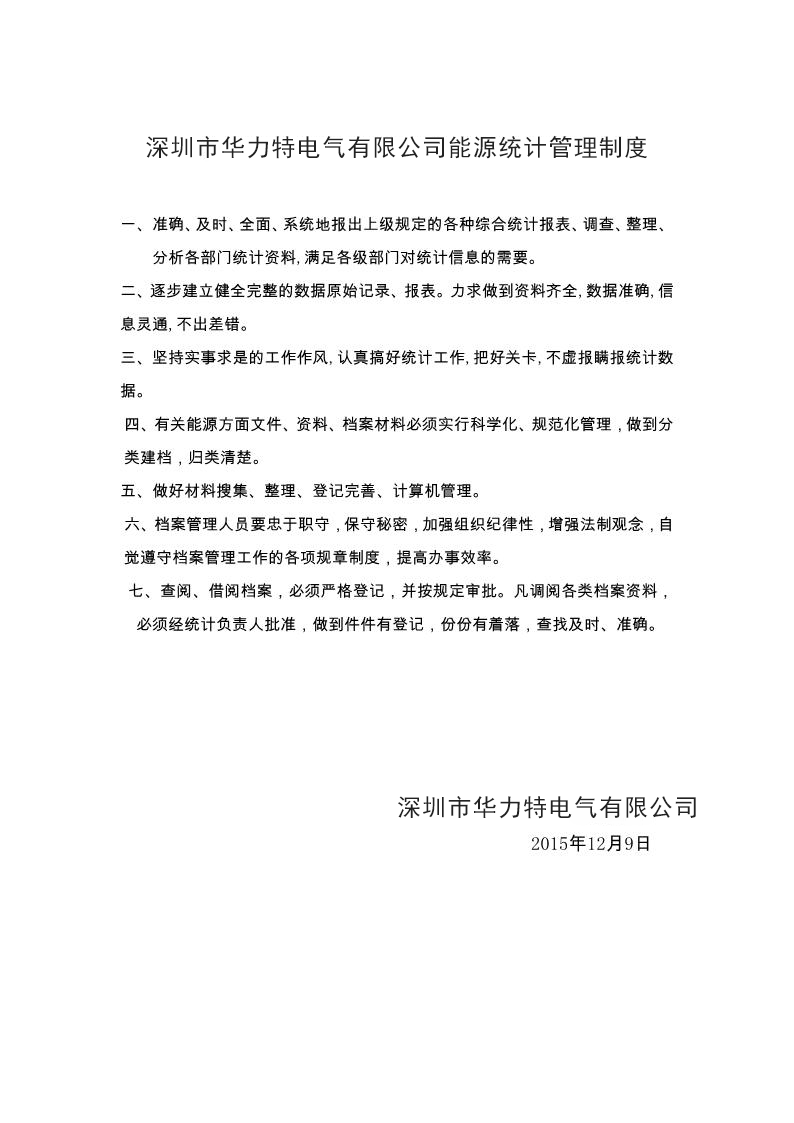 深圳市华力特电气有限公司能源统计管理制度
一、准确、及时、全面、系统地报出上级规定的各种综合统计报表、调查、整理、
分析各部门统计资料,满足各级部门对统计信息的需要。
二、逐步建立健全完整的数据原始记录、报表。力求做到资料齐全,数据准确,信
息灵通,不出差错。
三、坚持实事求是的工作作风,认真搞好统计工作,把好关卡,不虚报瞒报统计数
据。
四、有关能源方面文件、资料、档案材料必须实行科学化、规范化管理，做到分
类建档，归类清楚。
五、做好材料搜集、整理、登记完善、计算机管理。
六、档案管理人员要忠于职守，保守秘密，加强组织纪律性，增强法制观念，自
觉遵守档案管理工作的各项规章制度，提高办事效率。
七、查阅、借阅档案，必须严格登记，并按规定审批。凡调阅各类档案资料，
必须经统计负责人批准，做到件件有登记，份份有着落，查找及时、准确。
深圳市华力特电气有限公司
2015年12月9日